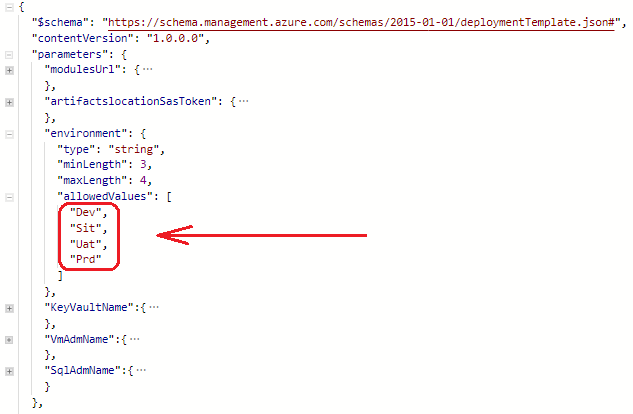 {
"$schema": "https://schema.management.azure.com/schemas/2015-01-01/deploymentTemplate.json#",
"contentVersion": "1.0.0.0",
"parameters": {
"modulesUrl": {···
},
"artifactslocationSasToken": {···
},
"environment": {
"type": "string",
"minLength": 3,
"maxLength": 4,
"allowedValues": [
"Dev",
"Sit",
"Uat",
"Prd"
]
},
"KeyVaultName":{···
},
"VmAdmName":{···
},
"SqlAdmName":{···
}
},